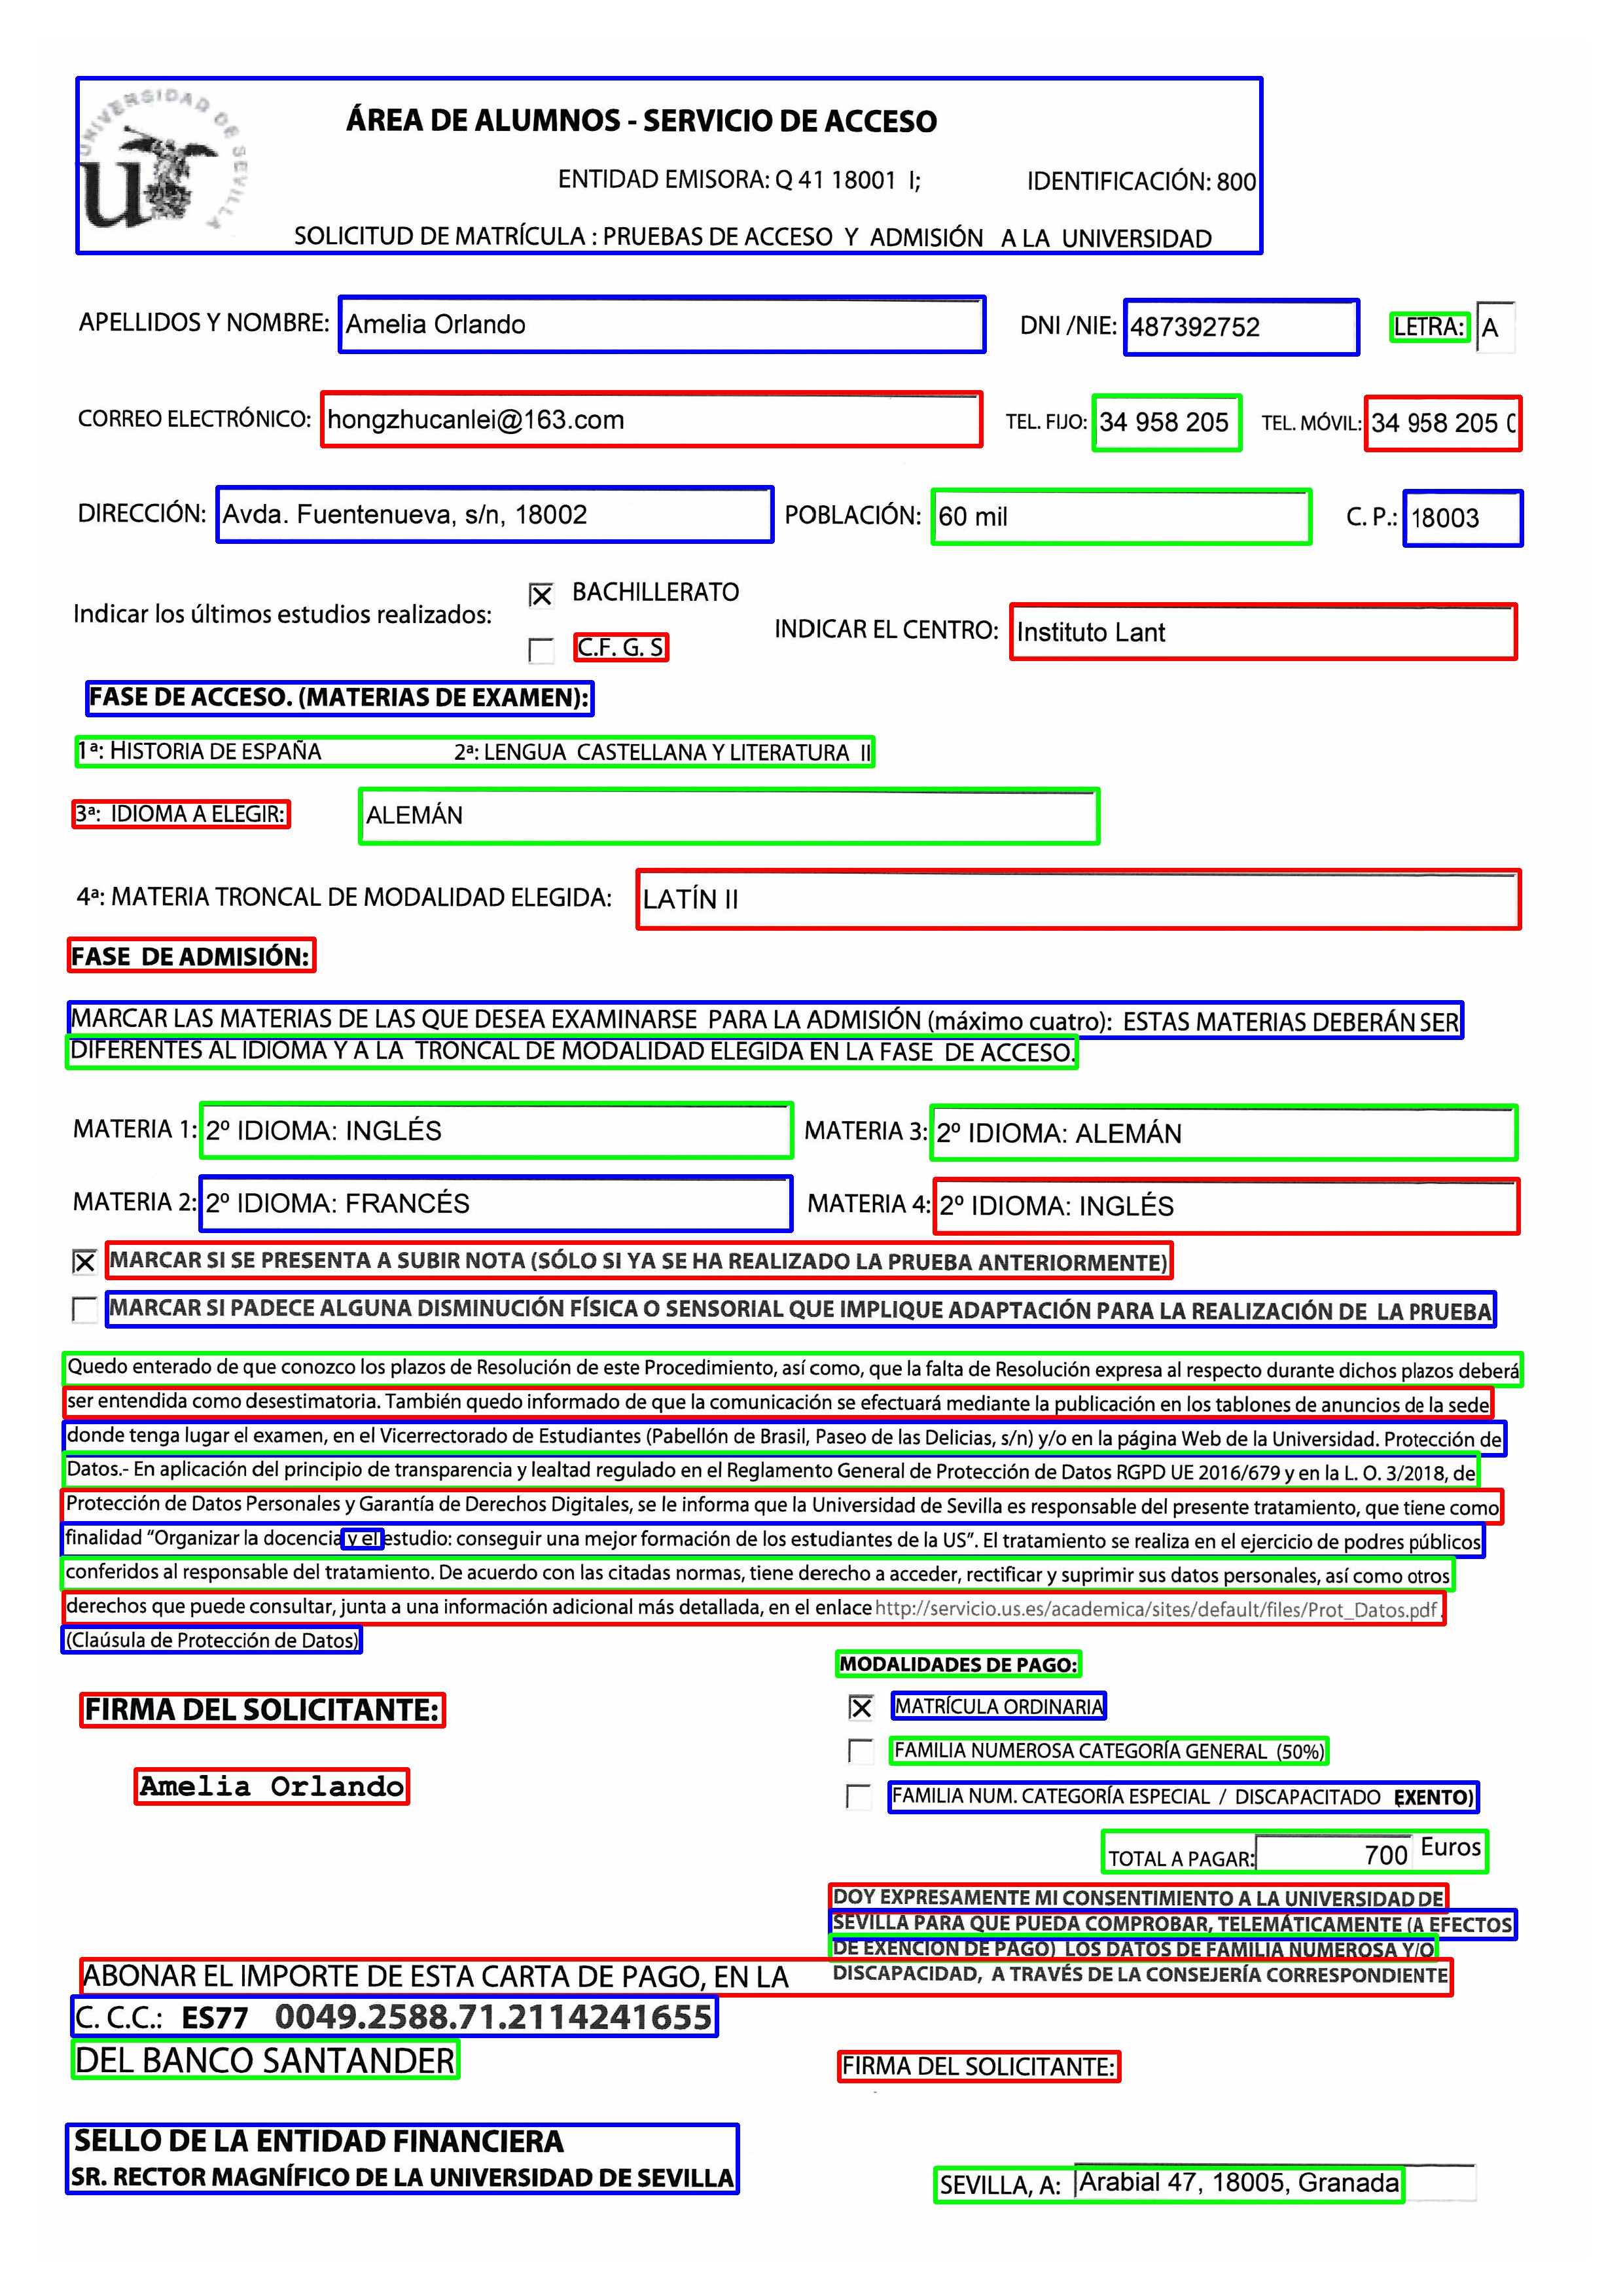 UNIVERSIDAD DE SEVILLA
ÁREA DE ALUMNOS - SERVICIO DE ACCESO
ENTIDAD EMISORA: Q 41 18001 I; IDENTIFICACIÓN: 800
SOLICITUD DE MATRÍCULA : PRUEBAS DE ACCESO Y ADMISIÓN A LA UNIVERSIDAD
APELLIDOS Y NOMBRE: Amelia Orlando DNI /NIE: 487392752 LETRA: A
CORREO ELECTRÓNICO: hongzhucanlei@163.com TEL. FIJO: 34 958 205 TEL. MÓVIL: 34 958 205
DIRECCIÓN: Avda. Fuentenueva, s/n, 18002 POBLACIÓN: 60 mil C. P.: 18003
BACHILLERATO
Indicar los últimos estudios realizados: INDICAR EL CENTRO: Instituto Lant
C.F. G. S
FASE DE ACCESO. (MATERIAS DE EXAMEN):
1ª: HISTORIA DE ESPAÑA 2ª: LENGUA CASTELLANA Y LITERATURA II
3ª: IDIOMA A ELEGIR: ALEMÁN
4ª: MATERIA TRONCAL DE MODALIDAD ELEGIDA: LATÍN II
FASE DE ADMISIÓN:
MARCAR LAS MATERIAS DE LAS QUE DESEA EXAMINARSE PARA LA ADMISIÓN (máximo cuatro): ESTAS MATERIAS DEBERÁN SER
DIFERENTES AL IDIOMA Y A LA TRONCAL DE MODALIDAD ELEGIDA EN LA FASE DE ACCESO.
MATERIA 1: 2º IDIOMA: INGLÉS MATERIA 3: 2º IDIOMA: ALEMÁN
MATERIA 2: 2º IDIOMA: FRANCÉS MATERIA 4: 2º IDIOMA: INGLÉS
MARCAR SI SE PRESENTA A SUBIR NOTA (SÓLO SI YA SE HA REALIZADO LA PRUEBA ANTERIORMENTE)
MARCAR SI PADECE ALGUNA DISMINUCIÓN FÍSICA O SENSORIAL QUE IMPLIQUE ADAPTACIÓN PARA LA REALIZACIÓN DE LA PRUEBA
Quedo enterado de que conozco los plazos de Resolución de este Procedimiento, así como, que la falta de Resolución expresa al respecto durante dichos plazos deberá
ser entendida como desestimatoria. También quedo informado de que la comunicación se efectuará mediante la publicación en los tablones de anuncios de la sede
donde tenga lugar el examen, en el Vicerrectorado de Estudiantes (Pabellón de Brasil, Paseo de las Delicias, s/n) y/o en la página Web de la Universidad. Protección de
Datos.- En aplicación del principio de transparencia y lealtad regulado en el Reglamento General de Protección de Datos RGPD UE 2016/679 y en la L. O. 3/2018, de
Protección de Datos Personales y Garantía de Derechos Digitales, se le informa que la Universidad de Sevilla es responsable del presente tratamiento, que tiene como
finalidad “Organizar la docencia y el estudio: conseguir una mejor formación de los estudiantes de la US”. El tratamiento se realiza en el ejercicio de podres públicos
conferidos al responsable del tratamiento. De acuerdo con las citadas normas, tiene derecho a acceder, rectificar y suprimir sus datos personales, así como otros
derechos que puede consultar, junta a una información adicional más detallada, en el enlace http://servicio.us.es/academica/sites/default/files/Prot_Datos.pdf .
(Claúsula de Protección de Datos)
MODALIDADES DE PAGO:
FIRMA DEL SOLICITANTE: MATRÍCULA ORDINARIA
FAMILIA NUMEROSA CATEGORÍA GENERAL (50%)
Amelia Orlando
FAMILIA NUM. CATEGORÍA ESPECIAL / DISCAPACITADO EXENTO)
TOTAL A PAGAR: 700 Euros
DOY EXPRESAMENTE MI CONSENTIMIENTO A LA UNIVERSIDAD DE
SEVILLA PARA QUE PUEDA COMPROBAR, TELEMÁTICAMENTE (A EFECTOS
DE EXENCIÓN DE PAGO) LOS DATOS DE FAMILIA NUMEROSA Y/O
DISCAPACIDAD, A TRAVÉS DE LA CONSEJERÍA CORRESPONDIENTE
ABONAR EL IMPORTE DE ESTA CARTA DE PAGO, EN LA
C. C.C.: ES77 0049.2588.71.2114241655
DEL BANCO SANTANDER
FIRMA DEL SOLICITANTE:
SELLO DE LA ENTIDAD FINANCIERA
SR. RECTOR MAGNÍFICO DE LA UNIVERSIDAD DE SEVILLA
SEVILLA, A: Arabial 47, 18005, Granada